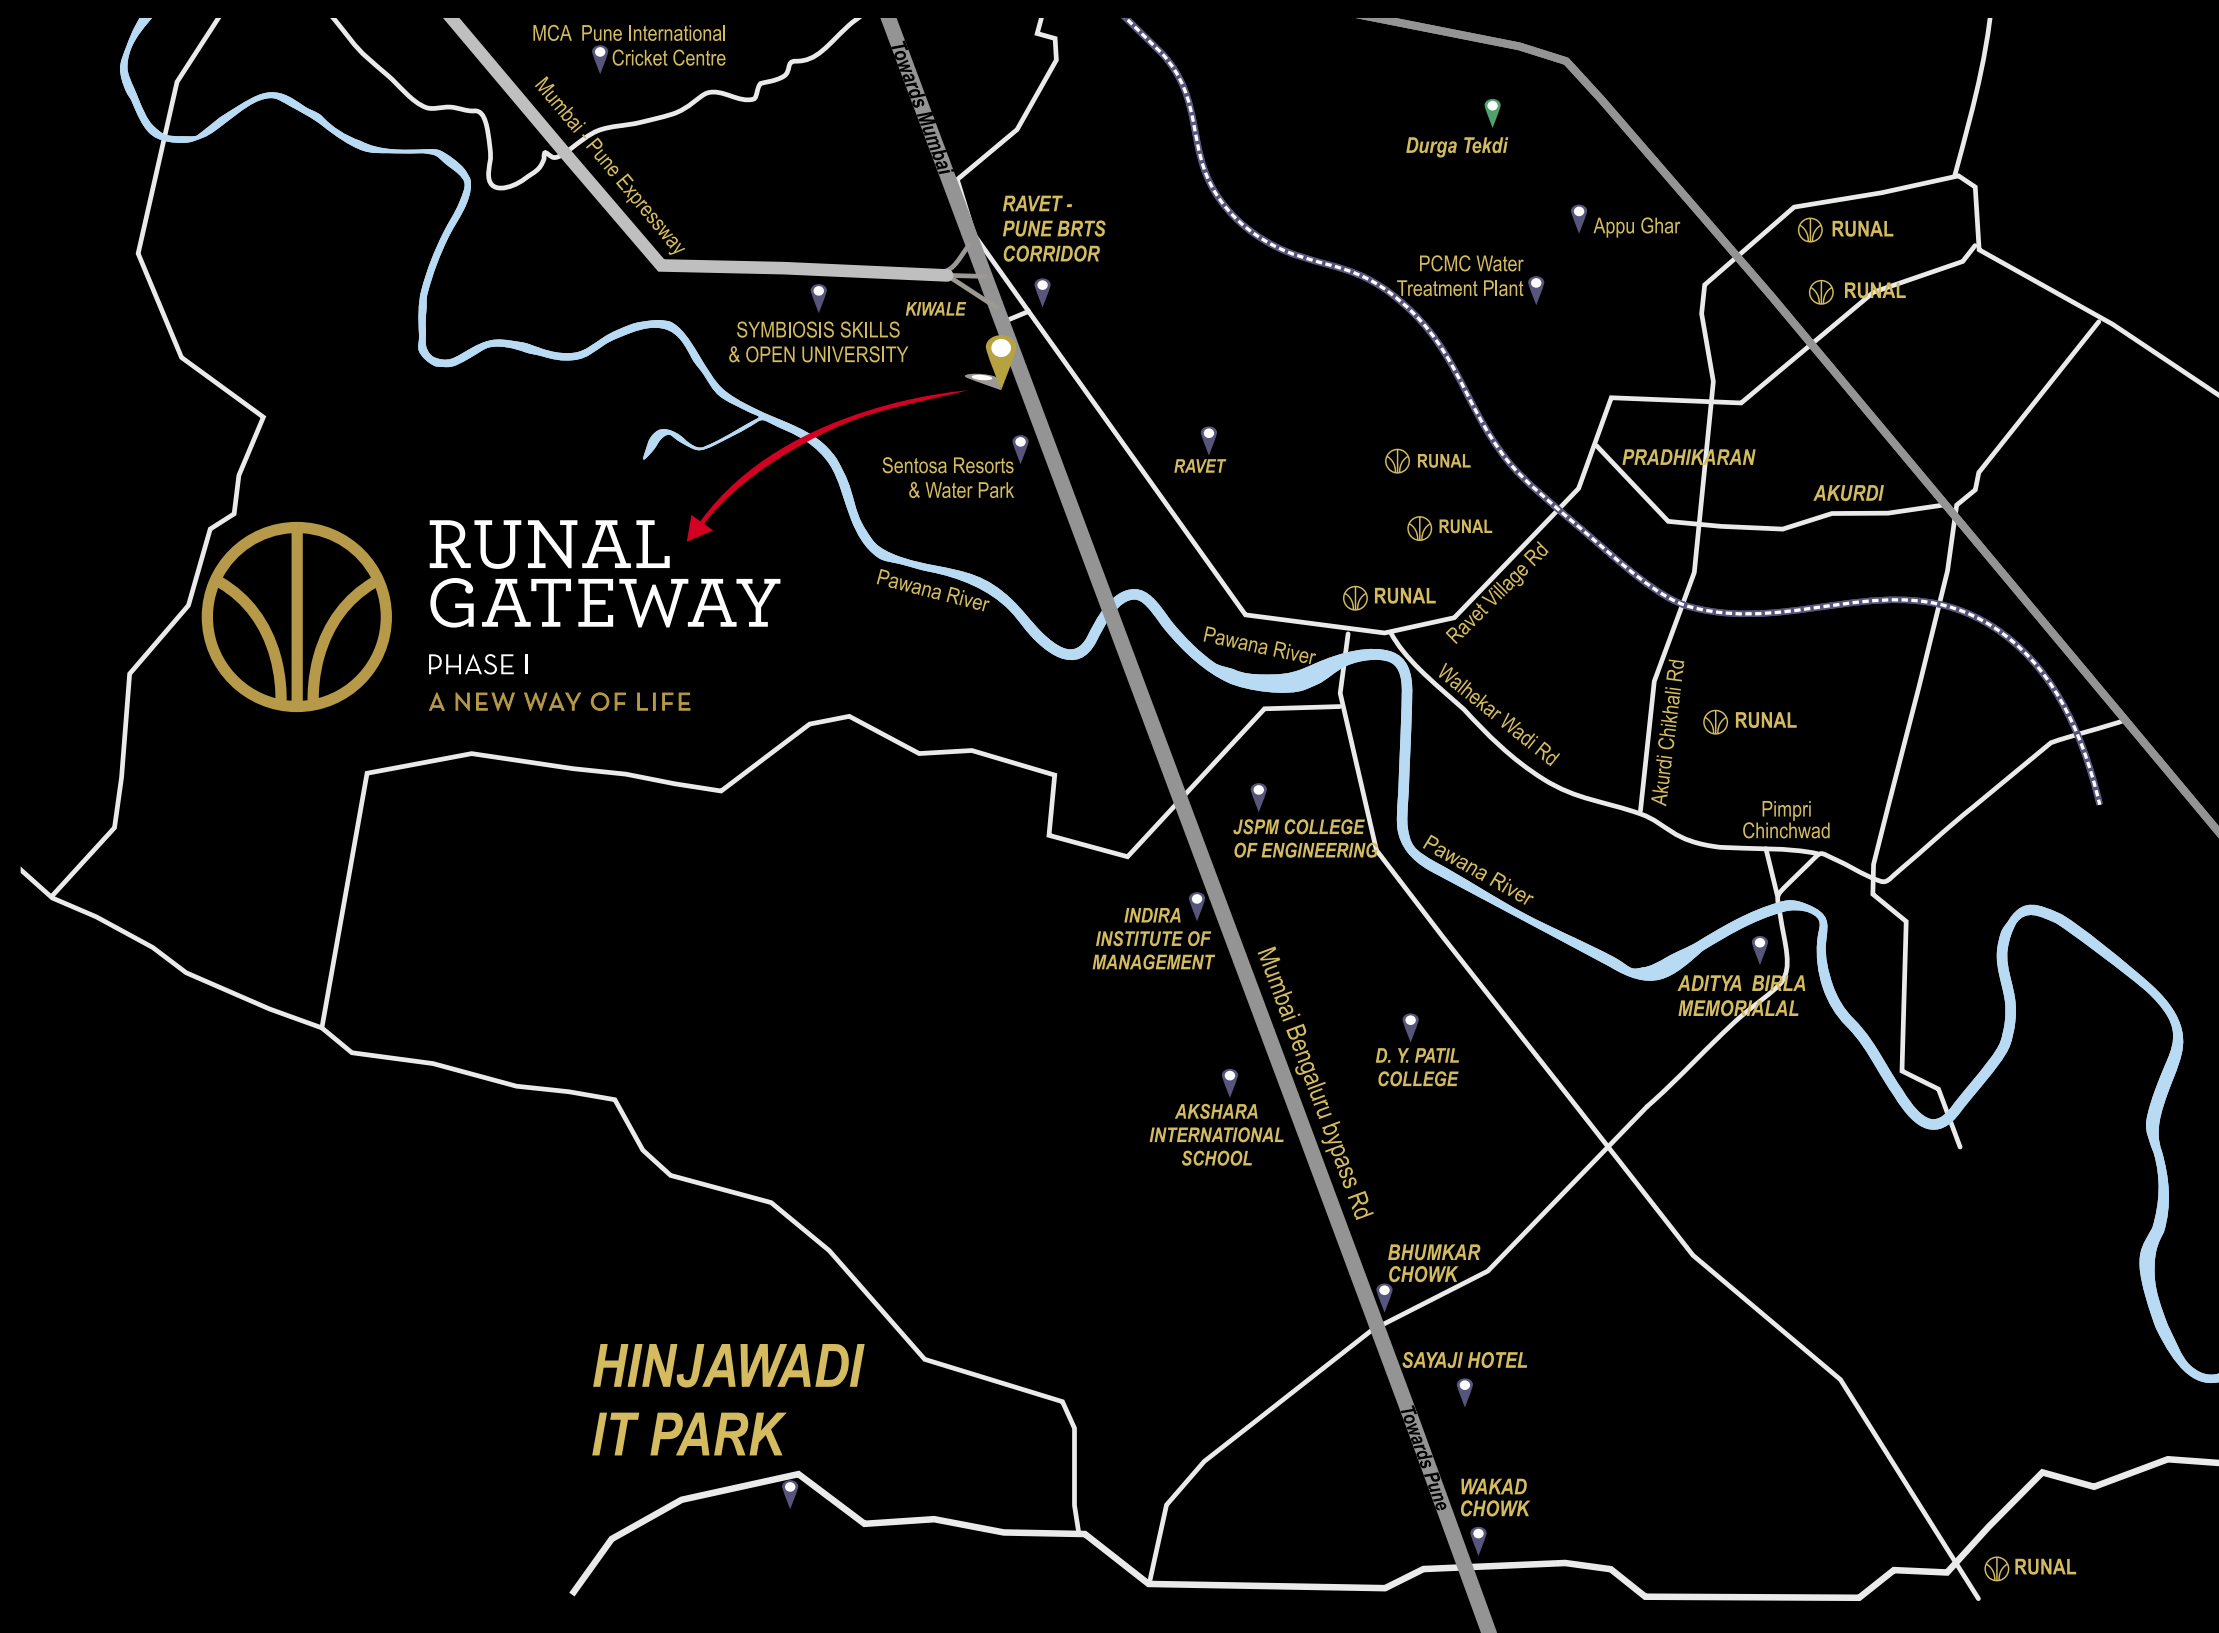 MCA Pune International
Cricket Centre
Mumbai - Pune Expressway
Towards Mumbai
Durga Tekdi
RAVET -
PUNE BRTS
CORRIDOR
Appu Ghar
RUNAL
PCMC Water
Treatment Plant
RUNAL
KIWALE
SYMBIOSIS SKILLS
& OPEN UNIVERSITY
Sentosa Resorts
& Water Park
RAVET
RUNAL
PRADHIKARAN
AKURDI
RUNAL
RUNAL
GATEWAY
PHASE I
A NEW WAY OF LIFE
Pawana River
RUNAL
Ravet Village Rd
Pawana River
Walhekar Wadi Rd
Akurdi Chikhali Rd
RUNAL
Pimpri
Chinchwad
JSPM COLLEGE
OF ENGINEERING
Pawana River
INDIRA
INSTITUTE OF
MANAGEMENT
Mumbai Bengaluru bypass Rd
ADITYA BIRLA
MEMORIALAL
D. Y. PATIL
COLLEGE
AKSHARA
INTERNATIONAL
SCHOOL
BHUMKAR
CHOWK
HINJAWADI
IT PARK
SAYAJI HOTEL
Towards Pune
WAKAD
CHOWK
RUNAL